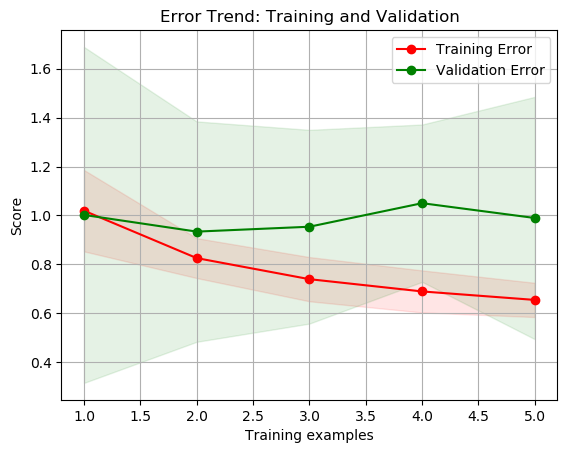 Error Trend: Training and Validation
Training Error
Validation Error
Score
1.6
1.4
1.2
1.0
0.8
0.6
0.4
1.0 1.5 2.0 2.5 3.0 3.5 4.0 4.5 5.0
Training examples